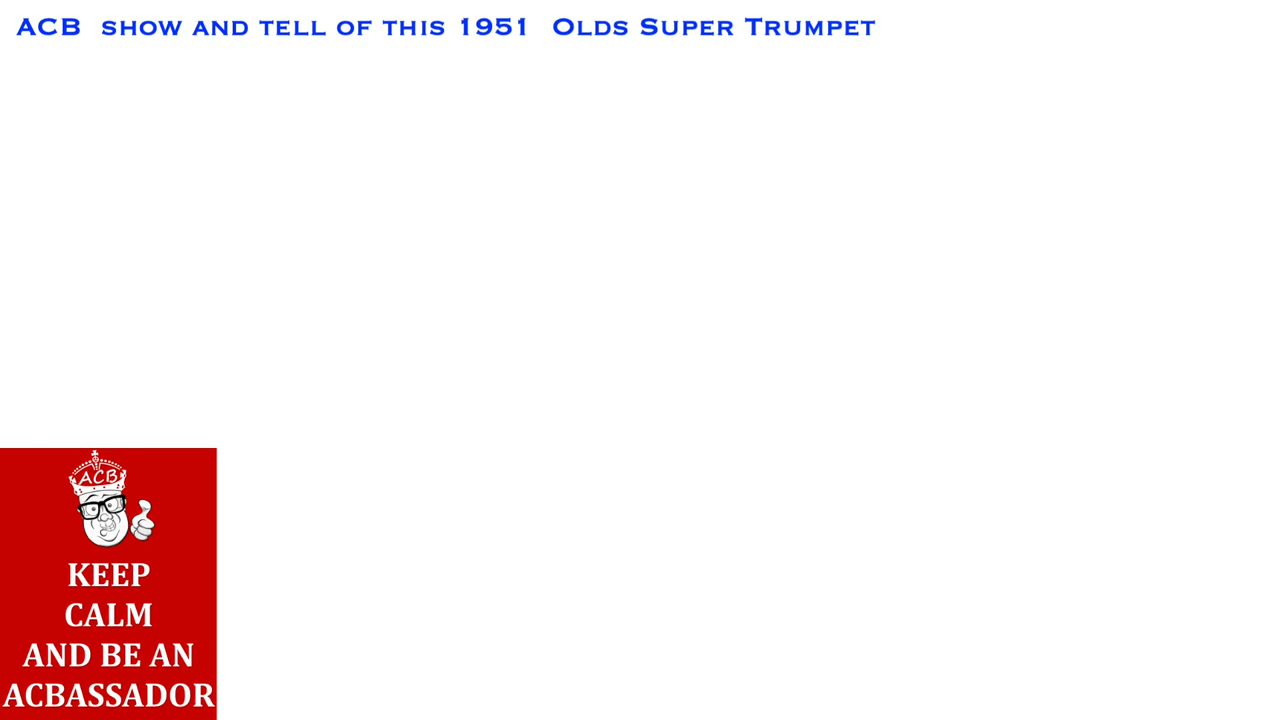 ACB show and tell of this 1951 Olds Super Trumpet
ACB
KEEP
CALM
AND BE AN
ACBASSADOR